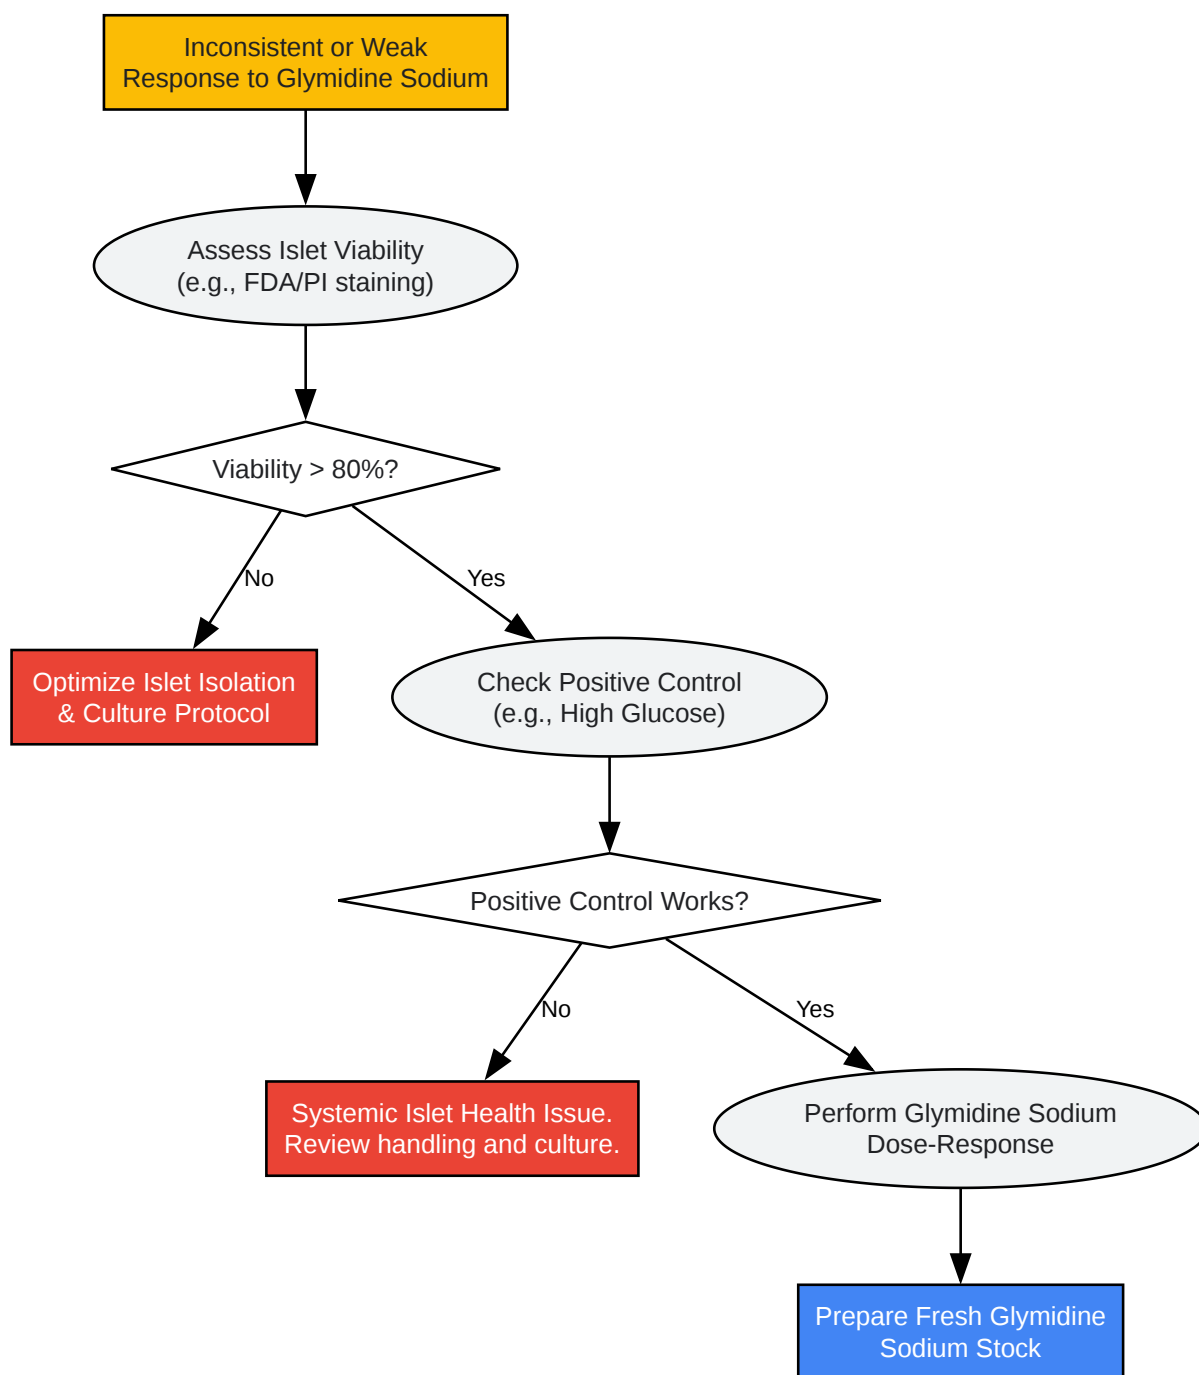 Inconsistent or Weak
Response to Glymidine Sodium
Assess Islet Viability
(e.g., FDA/PI staining)
Viability > 80%?
No
Yes
Optimize Islet Isolation
& Culture Protocol
Check Positive Control
(e.g., High Glucose)
Positive Control Works?
No
Yes
Systemic Islet Health Issue.
Review handling and culture.
Perform Glymidine Sodium
Dose-Response
Prepare Fresh Glymidine
Sodium Stock